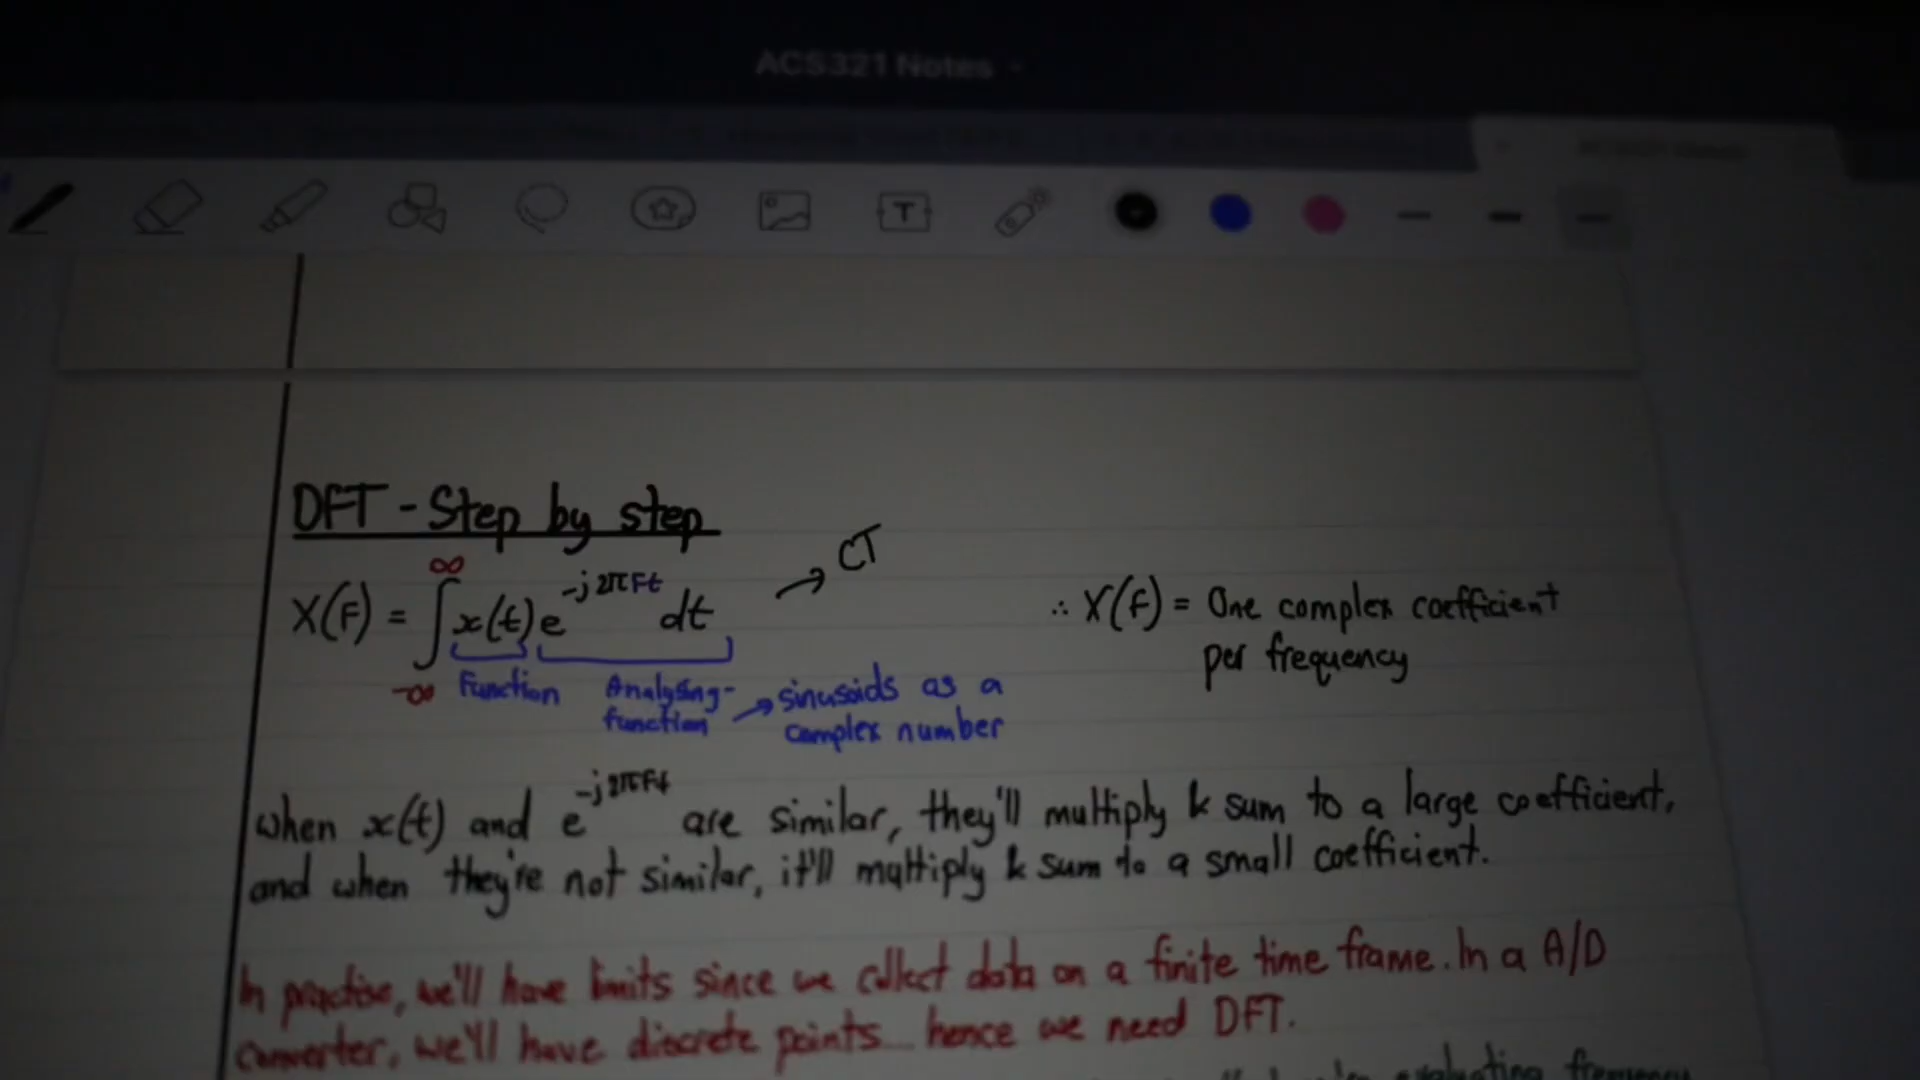 ACS321 Notes
T
DFT - Step by step
X(F) = ∫ x(t) e^-j2πFt dt → CT
∞
-∞
Function
Analysing-function → sinusoids as a complex number
∴ X(F) = One complex coefficient
per frequency
when x(t) and e^-j2πFt are similar, they'll multiply & sum to a large coefficient,
and when they're not similar, it'll multiply & sum to a small coefficient.
In practise, we'll have limits since we collect data on a finite time frame. In a A/D
converter, we'll have discrete points... hence we need DFT.
evaluating frequency